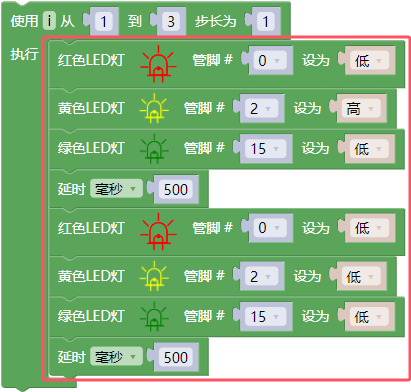 使用 i 从 1 到 3 步长为 1
执行
红色LED灯 管脚 # 0 设为 低
黄色LED灯 管脚 # 2 设为 高
绿色LED灯 管脚 # 15 设为 低
延时 毫秒 500
红色LED灯 管脚 # 0 设为 低
黄色LED灯 管脚 # 2 设为 低
绿色LED灯 管脚 # 15 设为 低
延时 毫秒 500